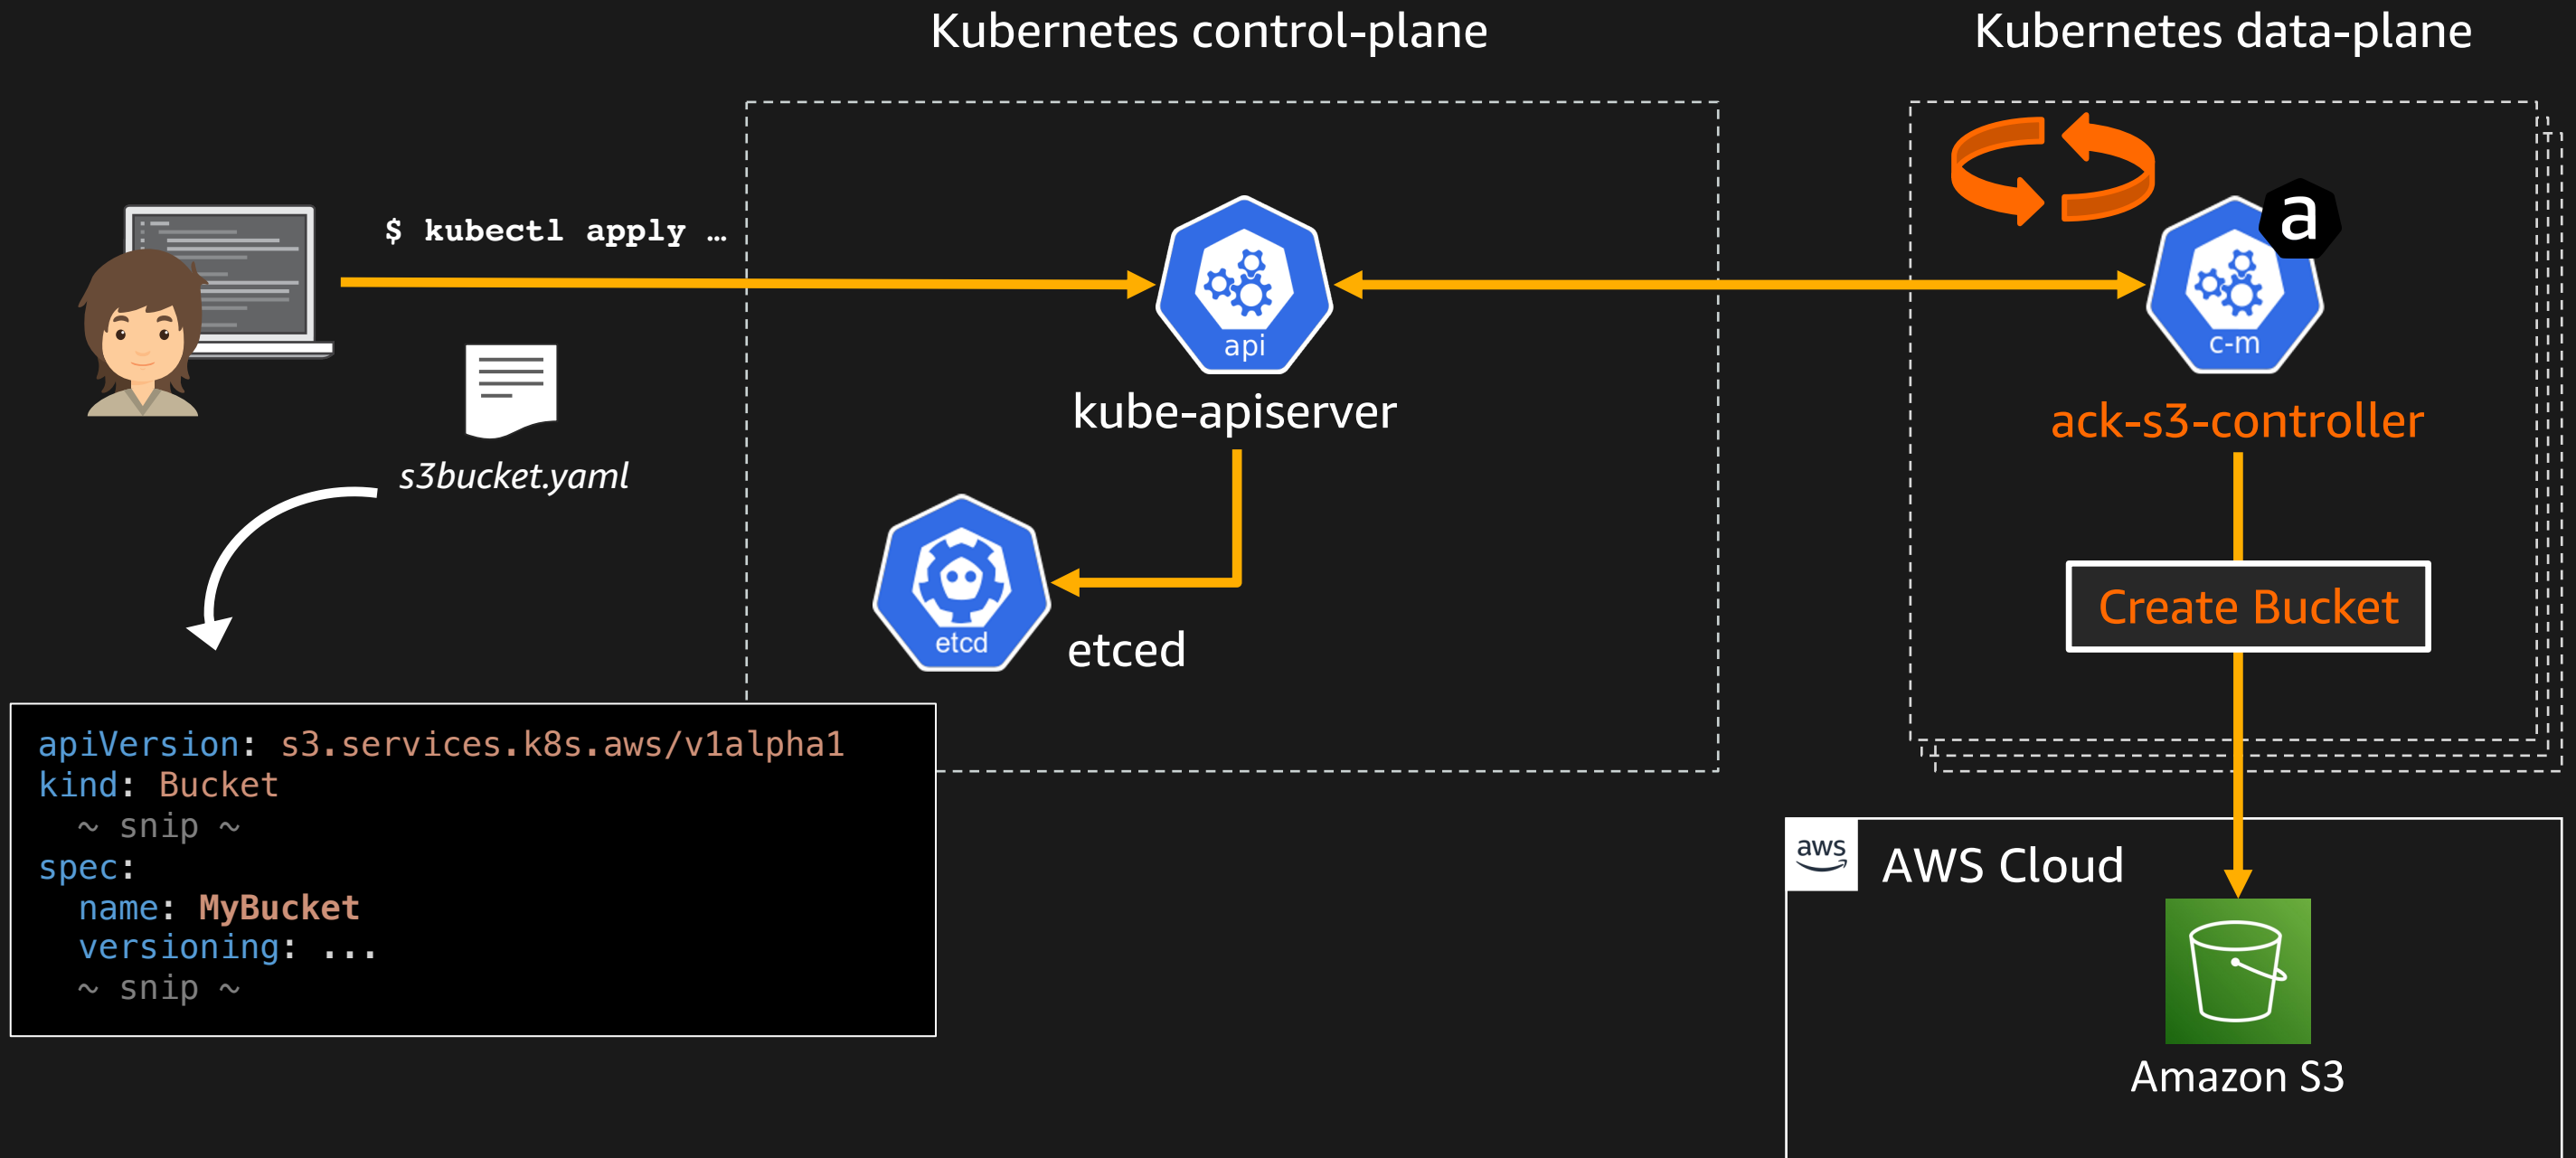 Kubernetes control-plane
Kubernetes data-plane
$ kubectl apply …
a
api
c-m
kube-apiserver
ack-s3-controller
s3bucket.yaml
etcd
etced
Create Bucket
apiVersion: s3.services.k8s.aws/v1alpha1
kind: Bucket
~ snip ~
spec:
name: MyBucket
versioning: ...
~ snip ~
aws
AWS Cloud
Amazon S3